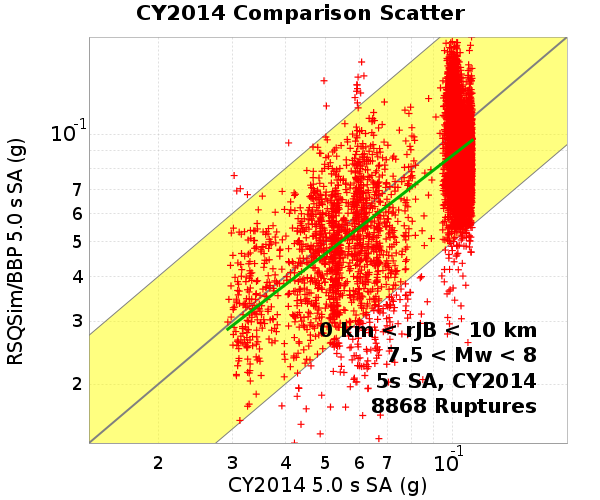 CY2014 Comparison Scatter
RSQSim/BBP 5.0 s SA (g)
10⁻¹
7
6
5
4
3
2
0 km < rJB < 10 km
7.5 < Mw < 8
5s SA, CY2014
8868 Ruptures
2 3 4 5 6 7 10⁻¹
CY2014 5.0 s SA (g)